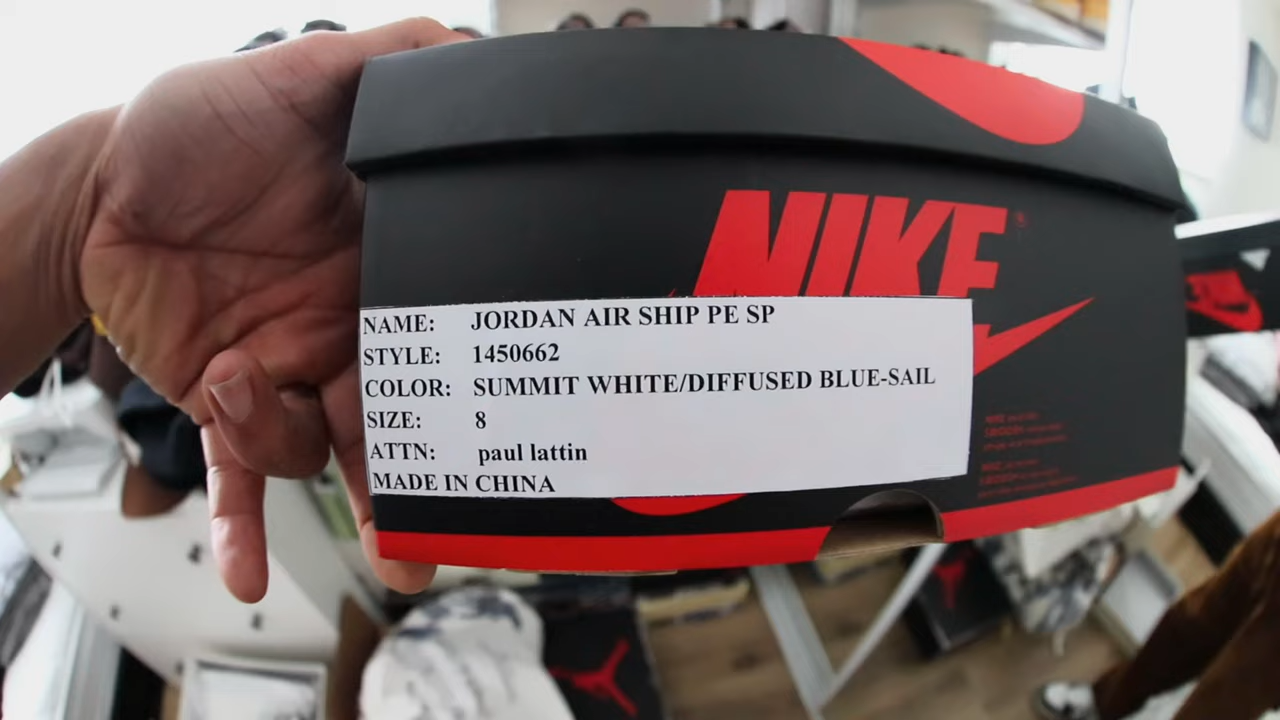 NIKE
NAME: JORDAN AIR SHIP PE SP
STYLE: 1450662
COLOR: SUMMIT WHITE/DIFFUSED BLUE-SAIL
SIZE: 8
ATTN: paul lattin
MADE IN CHINA